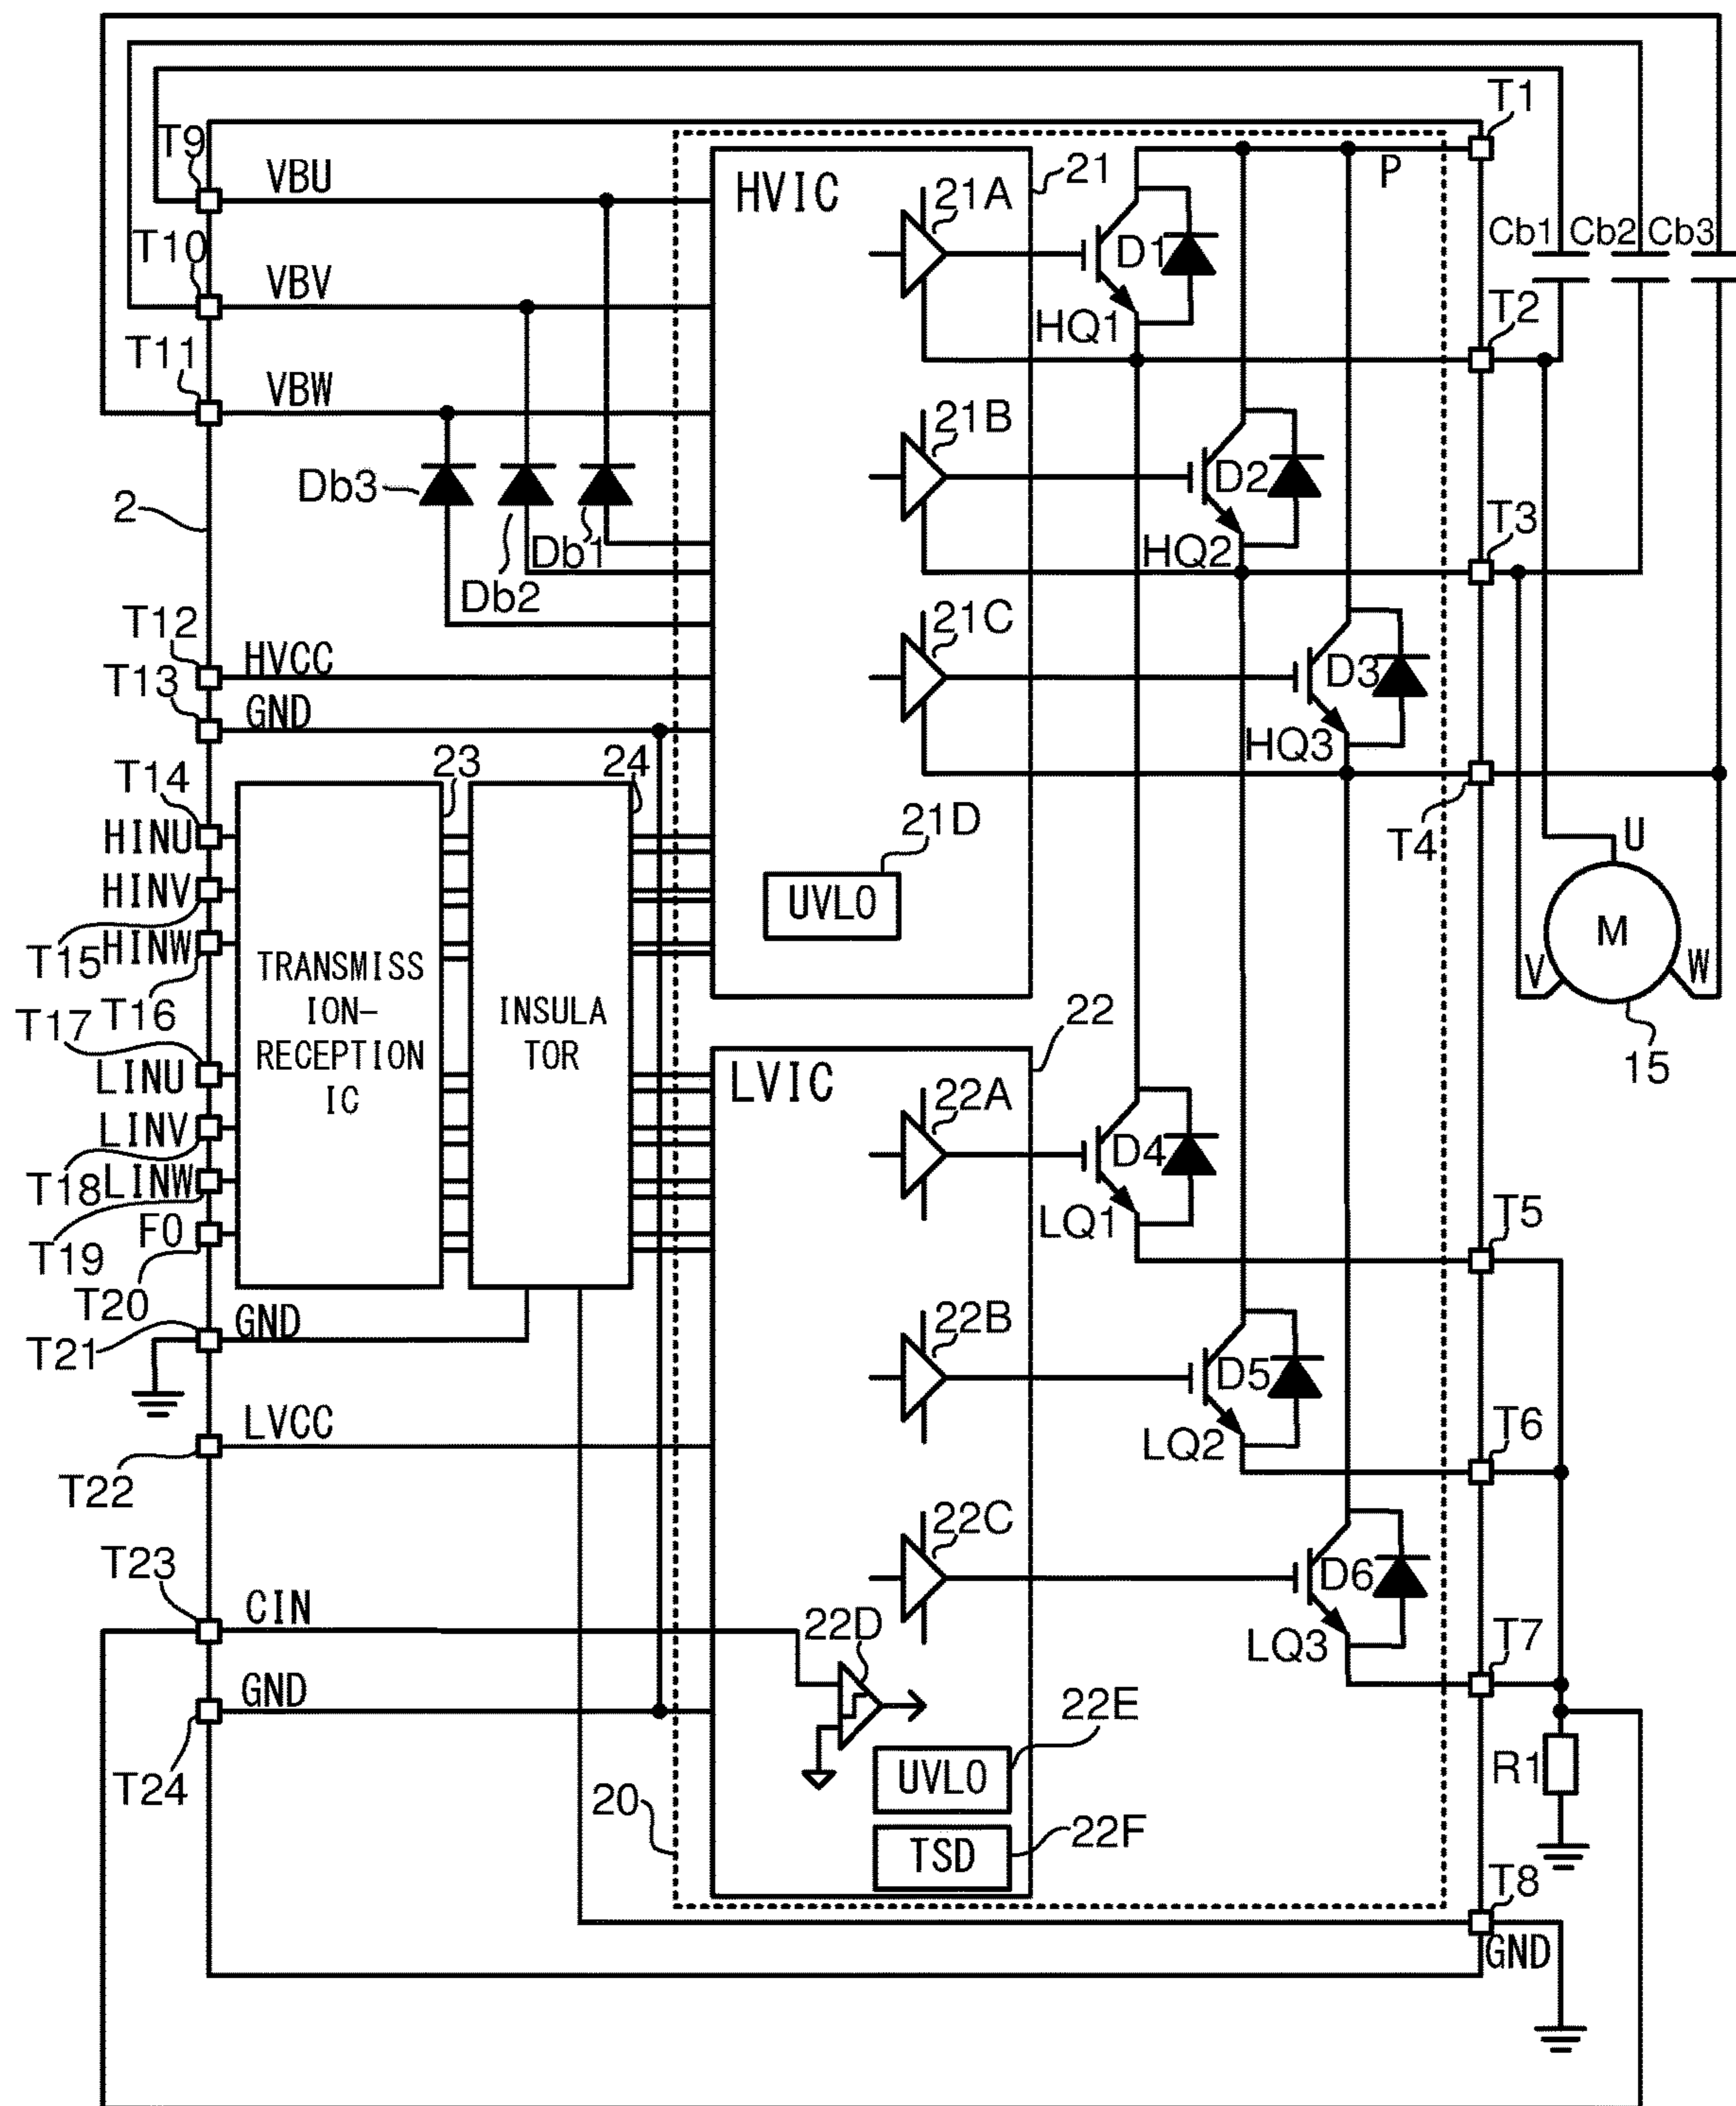 T1
T9
VBU
HVIC
21A
21
P
D1
Cb1
Cb2
Cb3
T10
VBV
HQ1
T2
T11
VBW
21B
D2
Db3
2
Db1
HQ2
T3
Db2
T12
HVCC
21C
D3
T13
GND
HQ3
23
24
T14
HINU
21D
T4
U
HINV
UVLO
M
T15
HINW
TRANSMISS
ION-
RECEPTION
IC
INSULA
TOR
V
W
T16
T17
22
15
LINU
LVIC
22A
LINV
D4
T18
LINW
LQ1
T5
F0
T19
T20
GND
22B
T21
D5
LVCC
LQ2
T6
T22
22C
T23
D6
CIN
22D
LQ3
T7
GND
22E
T24
UVLO
R1
20
TSD
22F
T8
GND